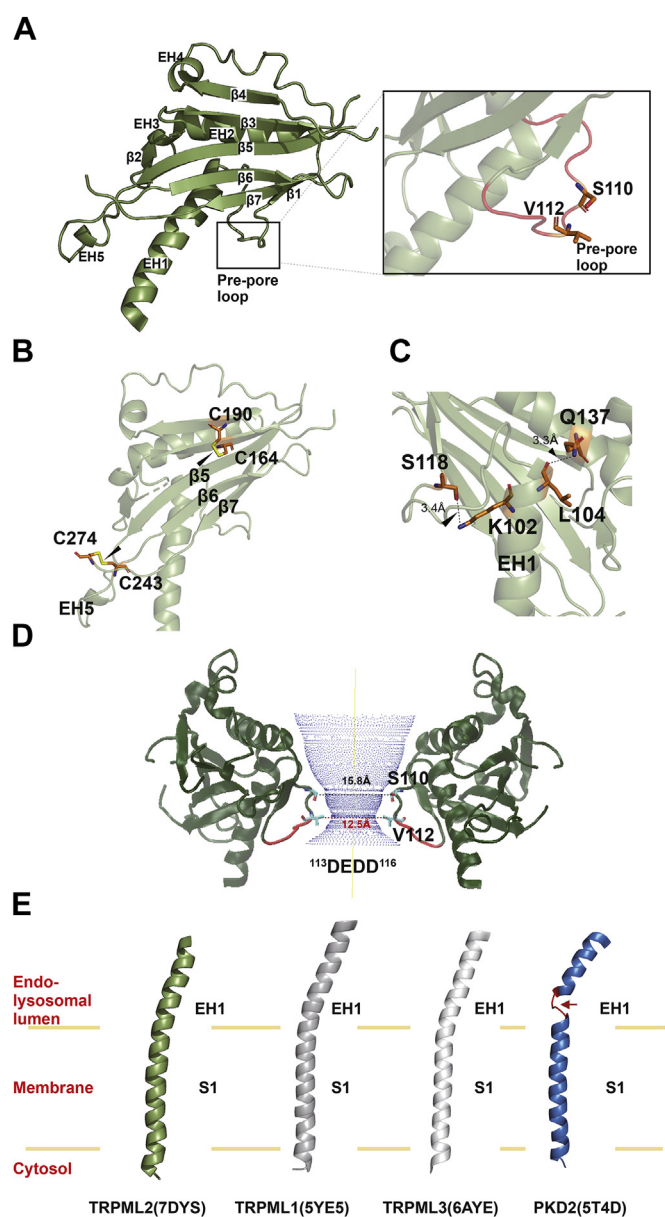 A
EH4
β4
EH3
β3
EH2
β2
β5
β6
β7
β1
EH5
EH1
Pre-pore
loop
S110
V112
Pre-pore
loop
B
C190
C164
β5
β6
β7
C274
C243
EH5
C
Q137
3.3Å
S118
L104
3.4Å
K102
EH1
D
15.8Å
S110
12.5Å
V112
¹¹³DEDD¹¹⁶
E
Endo-
lysosomal
lumen
EH1
EH1
EH1
EH1
Membrane
S1
S1
S1
S1
Cytosol
TRPML2(7DYS)
TRPML1(5YE5)
TRPML3(6AYE)
PKD2(5T4D)